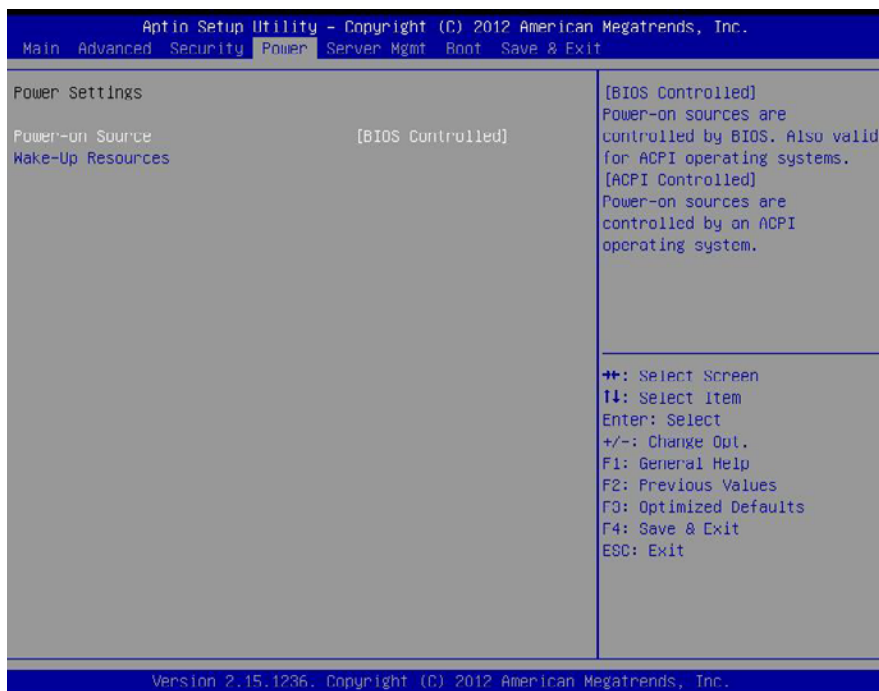 Aptio Setup Utility - Copyright (C) 2012 American Megatrends, Inc.
Main Advanced Security Power Server Mgmt Boot Save & Exit
Power Settings
Power-on Source [BIOS Controlled]
Wake-Up Resources
[BIOS Controlled]
Power-on sources are
controlled by BIOS. Also valid
for ACPI operating systems.
[ACPI Controlled]
Power-on sources are
controlled by an ACPI
operating system.
→←: Select Screen
↑↓: Select Item
Enter: Select
+/-: Change Opt.
F1: General Help
F2: Previous Values
F3: Optimized Defaults
F4: Save & Exit
ESC: Exit
Version 2.15.1236. Copyright (C) 2012 American Megatrends, Inc.